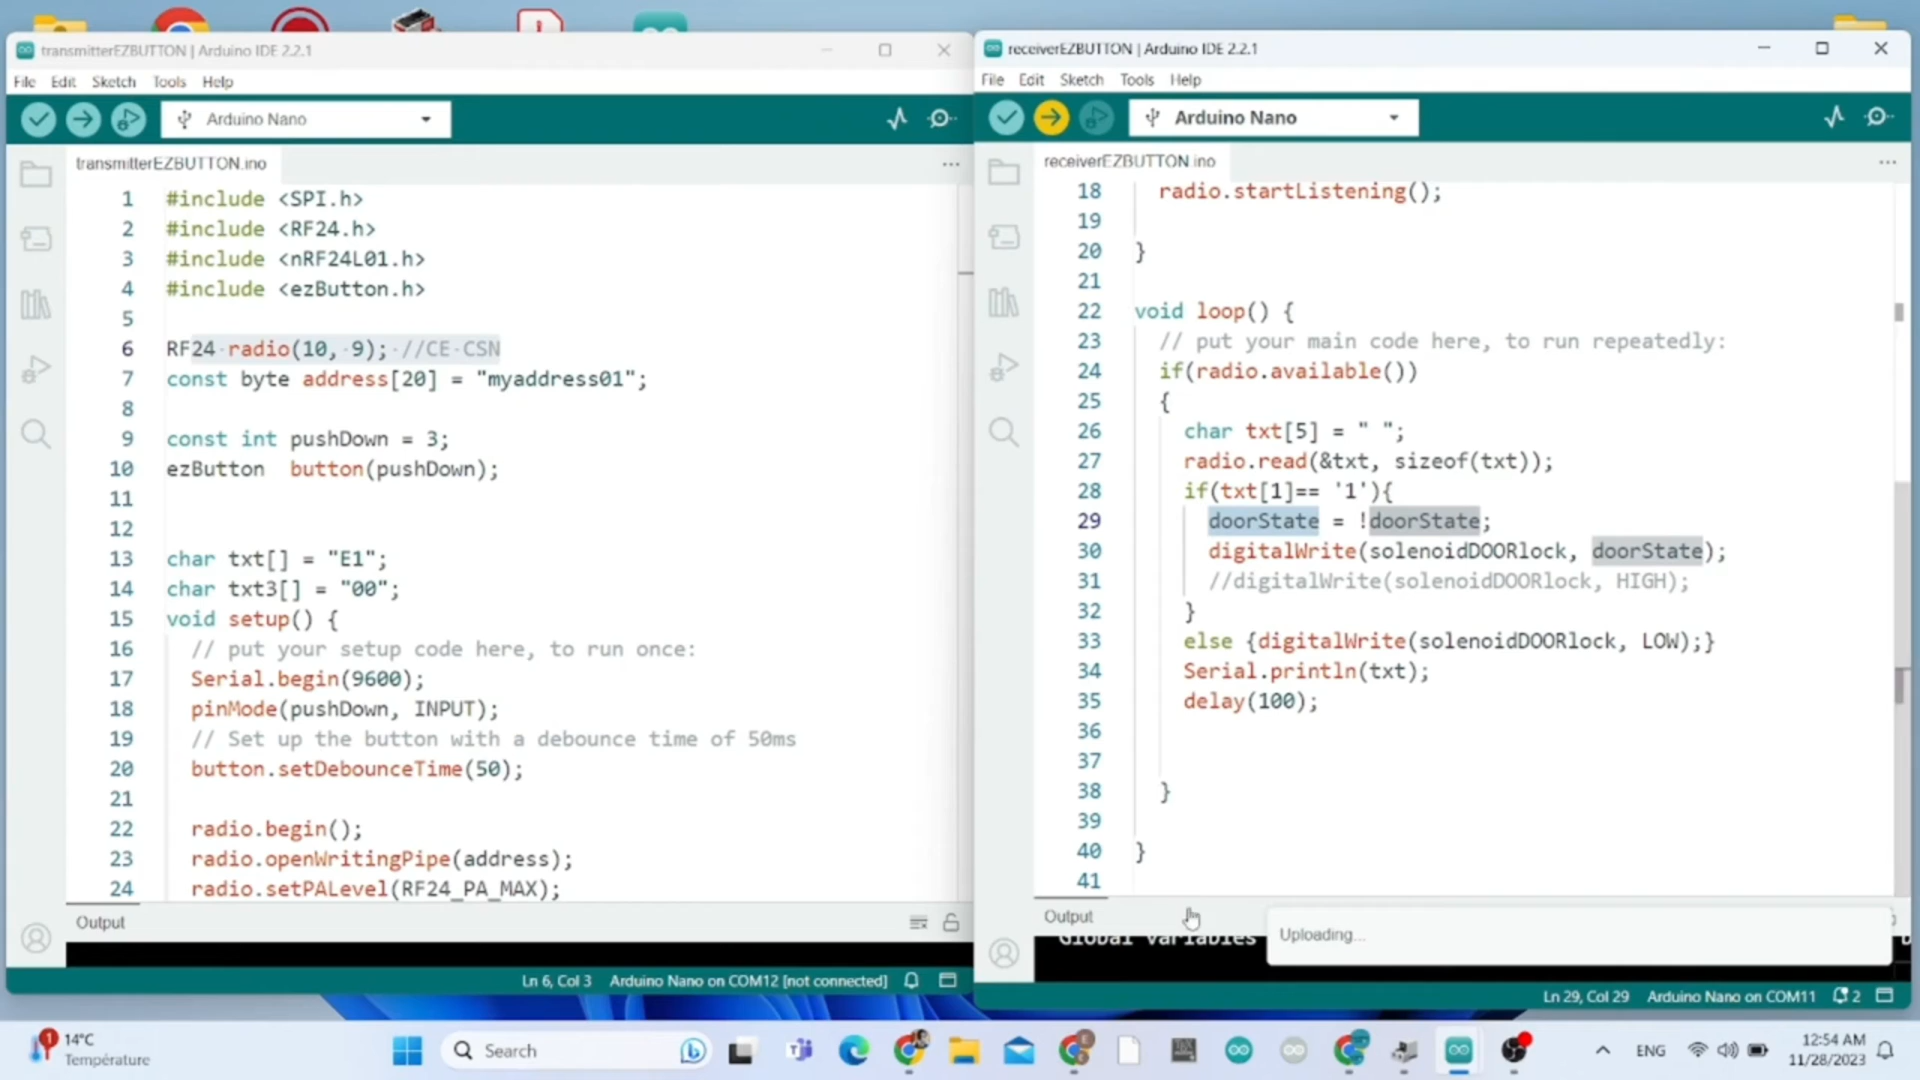 transmitterEZBUTTON | Arduino IDE 2.2.1
File Edit Sketch Tools Help
Arduino Nano
transmitterEZBUTTON.ino
1 #include <SPI.h>
2 #include <RF24.h>
3 #include <nRF24L01.h>
4 #include <ezButton.h>
5
6 RF24 radio(10, 9); //CE CSN
7 const byte address[20] = "myaddress01";
8
9 const int pushDown = 3;
10 ezButton button(pushDown);
11
12
13 char txt[] = "E1";
14 char txt3[] = "00";
15 void setup() {
16 // put your setup code here, to run once:
17 Serial.begin(9600);
18 pinMode(pushDown, INPUT);
19 // Set up the button with a debounce time of 50ms
20 button.setDebounceTime(50);
21
22 radio.begin();
23 radio.openWritingPipe(address);
24 radio.setPALevel(RF24_PA_MAX);
Output
Ln 6, Col 3 Arduino Nano on COM12 [not connected]
receiverEZBUTTON | Arduino IDE 2.2.1
File Edit Sketch Tools Help
Arduino Nano
receiverEZBUTTON.ino
18 radio.startListening();
19
20 }
21
22 void loop() {
23 // put your main code here, to run repeatedly:
24 if(radio.available())
25 {
26 char txt[5] = " ";
27 radio.read(&txt, sizeof(txt));
28 if(txt[1]== '1'){
29 doorState = !doorState;
30 digitalWrite(solenoidDOORlock, doorState);
31 //digitalWrite(solenoidDOORlock, HIGH);
32 }
33 else {digitalWrite(solenoidDOORlock, LOW);}
34 Serial.println(txt);
35 delay(100);
36
37
38 }
39
40 }
41
Output
Global variables
Uploading...
Ln 29, Col 29 Arduino Nano on COM11 2
1
14°C
Température
Search
ENG
12:54 AM
11/28/2023